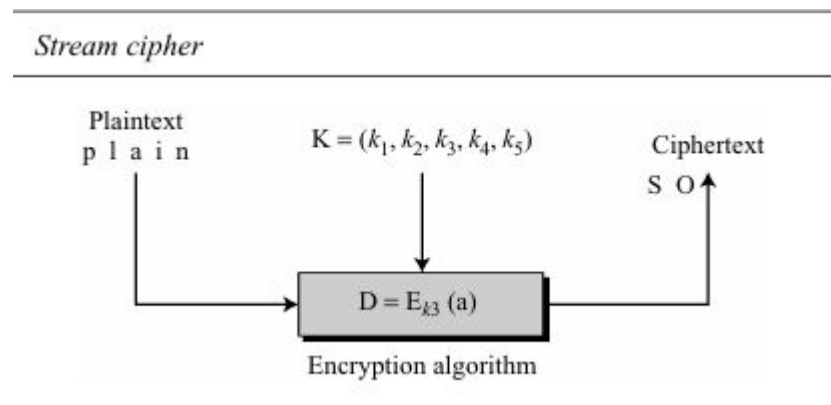 Stream cipher
Plaintext
p l a i n
K = (k₁, k₂, k₃, k₄, k₅)
Ciphertext
S O
D = Eₖ₃ (a)
Encryption algorithm